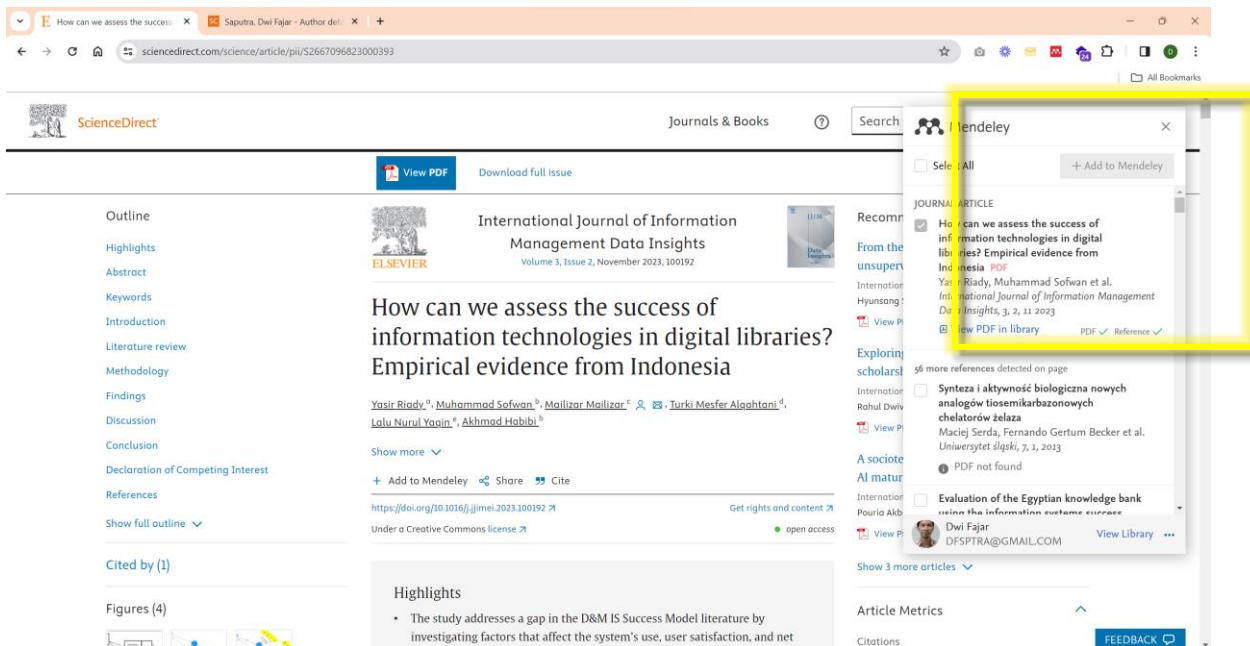 How can we assess the success
Saputra, Dwi Fajar - Author det
sciencedirect.com/science/article/pii/S2667096823000393
24
D
All Bookmarks
ScienceDirect
Journals & Books
Search
View PDF
Download full issue
Outline
Highlights
Abstract
Keywords
Introduction
Literature review
Methodology
Findings
Discussion
Conclusion
Declaration of Competing Interest
References
Show full outline
Cited by (1)
Figures (4)
ELSEVIER
International Journal of Information
Management Data Insights
Volume 3, Issue 2, November 2023, 100192
How can we assess the success of
information technologies in digital libraries?
Empirical evidence from Indonesia
Yasir Riady a, Muhammad Sofwan b, Mailizar Mailizar c, Turki Mesfer Alqahtani d,
Lalu Nurul Yaqin e, Akhmad Habibi b
Show more
+ Add to Mendeley Share Cite
https://doi.org/10.1016/j.jjimei.2023.100192
Get rights and content
Under a Creative Commons license
open access
Highlights
• The study addresses a gap in the D&M IS Success Model literature by
investigating factors that affect the system's use, user satisfaction, and net
Recomm
From the
unsuperv
Internation
Hyunsang
View P
Exploring
scholarsh
Internation
Rahul Dwiv
View P
A sociote
AI matur
Internation
Pouria Akb
View P
Show 3 more articles
Article Metrics
Citations
FEEDBACK
Mendeley
Select All
+ Add to Mendeley
JOURNAL ARTICLE
How can we assess the success of
information technologies in digital
libraries? Empirical evidence from
Indonesia PDF
Yasir Riady, Muhammad Sofwan et al.
International Journal of Information Management
Data Insights, 3, 2, 11 2023
View PDF in library
PDF ✓ Reference ✓
56 more references detected on page
Synteza i aktywność biologiczna nowych
analogów tiosemikarbazonowych
chelatorów żelaza
Maciej Serda, Fernando Gertum Becker et al.
Uniwersytet śląski, 7, 1, 2013
PDF not found
Evaluation of the Egyptian knowledge bank
using the information systems success
Dwi Fajar
DFSPTRA@GMAIL.COM
View Library